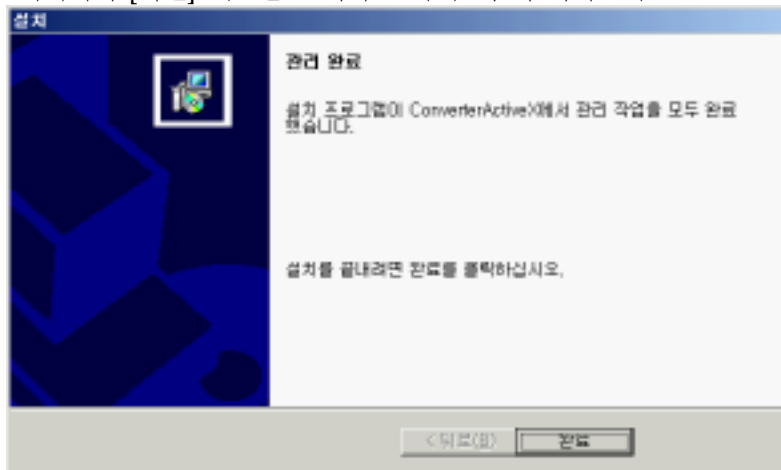 설치
관리 완료
설치 프로그램이 ConverterActiveX에서 관리 작업을 모두 완료
했습니다.
설치를 끝내려면 완료를 클릭하십시오.
< 뒤로(B)
완료